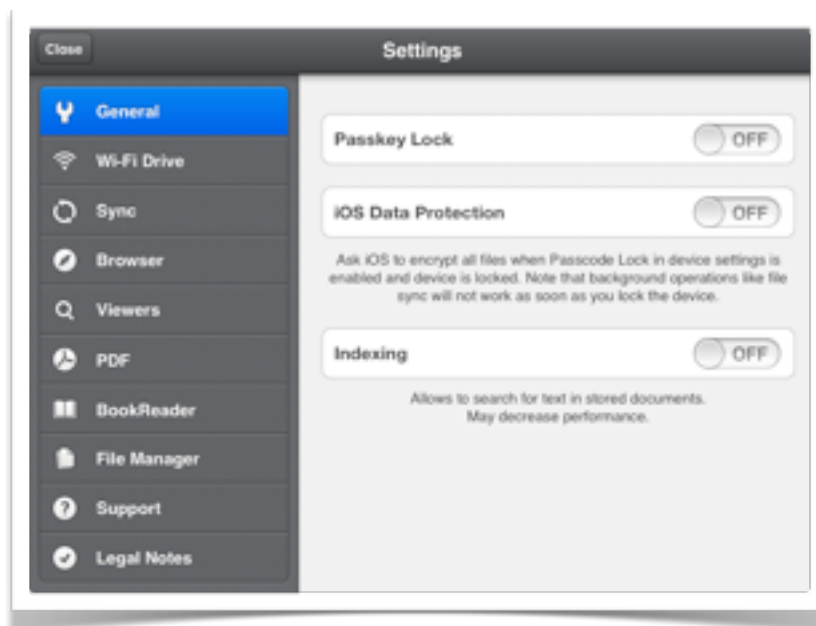 Close
Settings
General
Wi-Fi Drive
Sync
Browser
Viewers
PDF
BookReader
File Manager
Support
Legal Notes
Passkey Lock
OFF
iOS Data Protection
OFF
Ask iOS to encrypt all files when Passcode Lock in device settings is
enabled and device is locked. Note that background operations like file
sync will not work as soon as you lock the device.
Indexing
OFF
Allows to search for text in stored documents.
May decrease performance.